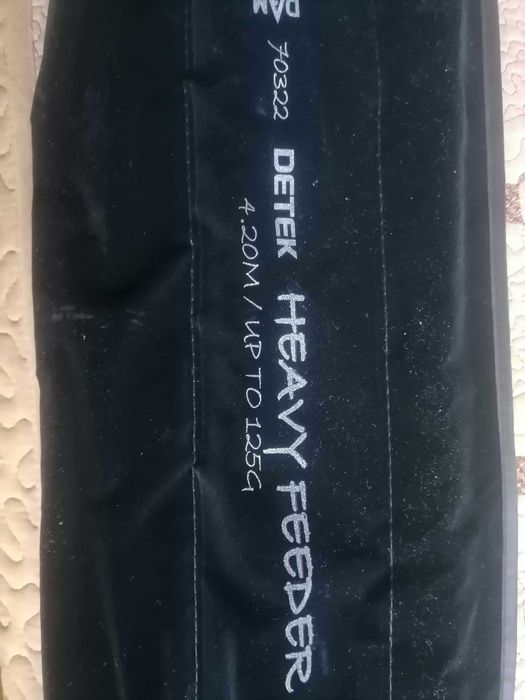 DAM
70322 DETEK HEAVY FEEDER
4.20M / UP TO 125G